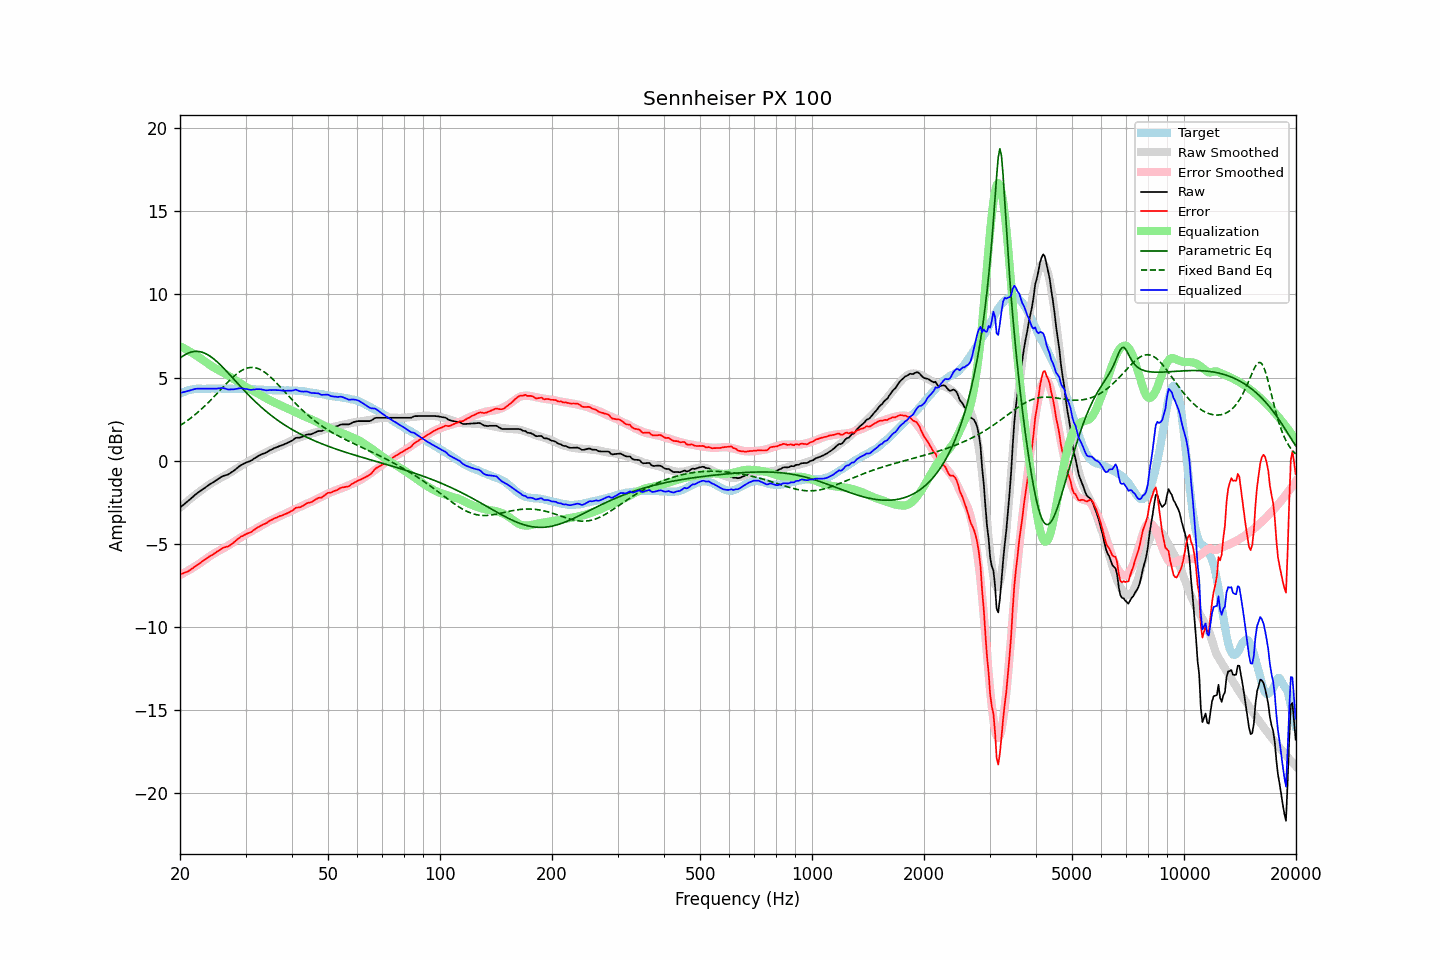 Sennheiser PX 100
Amplitude (dBr)
20
15
10
5
0
−5
−10
−15
−20
Target
Raw Smoothed
Error Smoothed
Raw
Error
Equalization
Parametric Eq
Fixed Band Eq
Equalized
20 50 100 200 500 1000 2000 5000 10000 20000
Frequency (Hz)